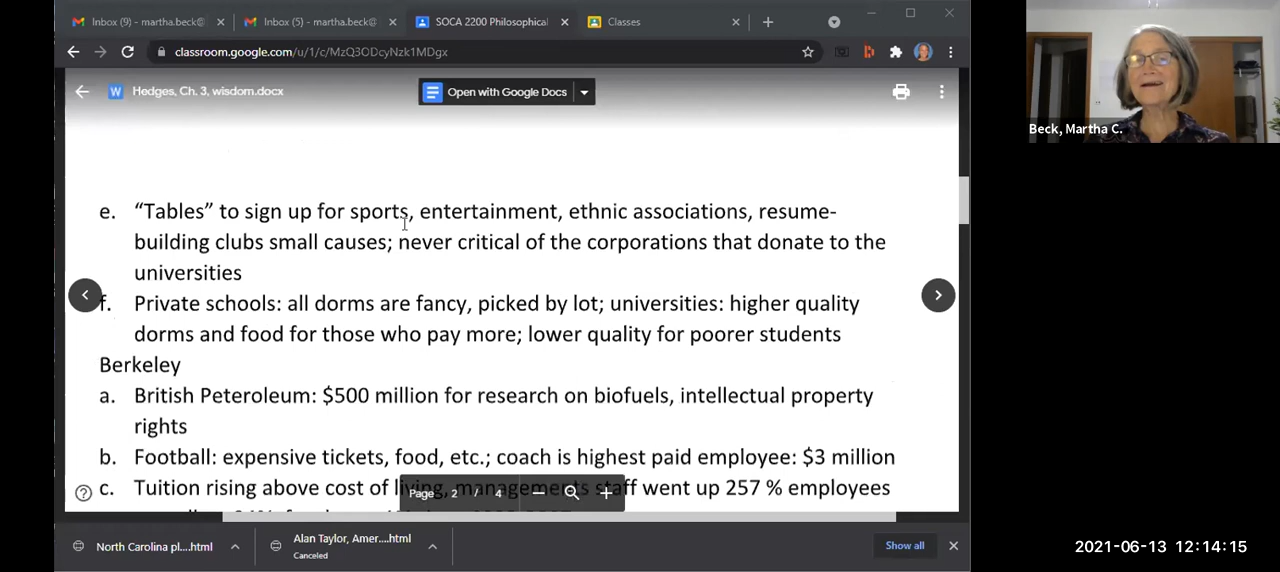 Inbox (9) - martha.beck@
Inbox (5) - martha.beck@
SOCA 2200 Philosophical
Classes
classroom.google.com/u/1/c/MzQ3ODcyNzk1MDgx
Hedges, Ch. 3, wisdom.docx
Open with Google Docs
Beck, Martha C.
e. “Tables” to sign up for sports, entertainment, ethnic associations, resume-
building clubs small causes; never critical of the corporations that donate to the
universities
f. Private schools: all dorms are fancy, picked by lot; universities: higher quality
dorms and food for those who pay more; lower quality for poorer students
Berkeley
a. British Peteroleum: $500 million for research on biofuels, intellectual property
rights
b. Football: expensive tickets, food, etc.; coach is highest paid employee: $3 million
c. Tuition rising above cost of living, managements staff went up 257 % employees
Page 2 / 4
North Carolina pl....html
Alan Taylor, Amer....html
Canceled
Show all
2021-06-13 12:14:15